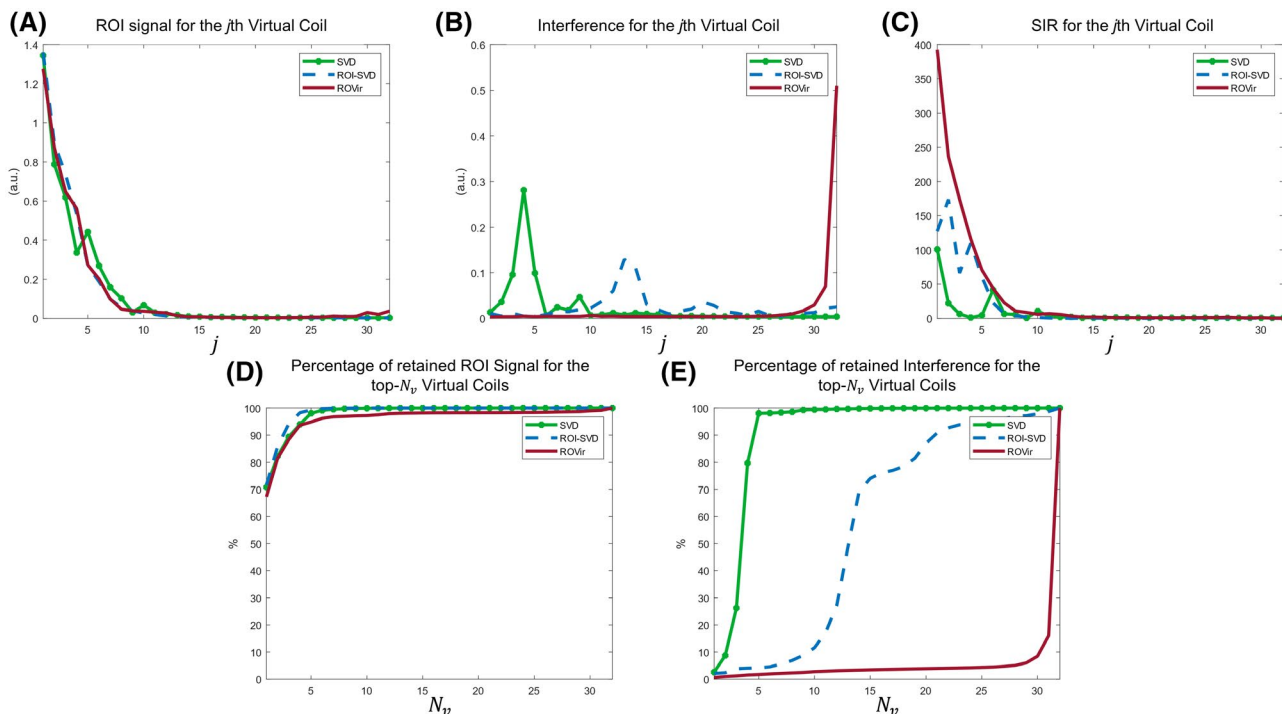 (A)
ROI signal for the jth Virtual Coil
1.4
1.2
1
0.8
0.6
0.4
0.2
0
(a.u.)
5 10 15 20 25 30
j
SVD
ROI-SVD
ROVir
(B)
Interference for the jth Virtual Coil
0.6
0.5
0.4
0.3
0.2
0.1
0
(a.u.)
5 10 15 20 25 30
j
SVD
ROI-SVD
ROVir
(C)
SIR for the jth Virtual Coil
400
350
300
250
200
150
100
50
0
5 10 15 20 25 30
j
SVD
ROI-SVD
ROVir
(D)
Percentage of retained ROI Signal for the
top-Nv Virtual Coils
100
90
80
70
60
50
40
30
20
10
0
%
5 10 15 20 25 30
Nv
SVD
ROI-SVD
ROVir
(E)
Percentage of retained Interference for the
top-Nv Virtual Coils
100
90
80
70
60
50
40
30
20
10
0
%
5 10 15 20 25 30
Nv
SVD
ROI-SVD
ROVir